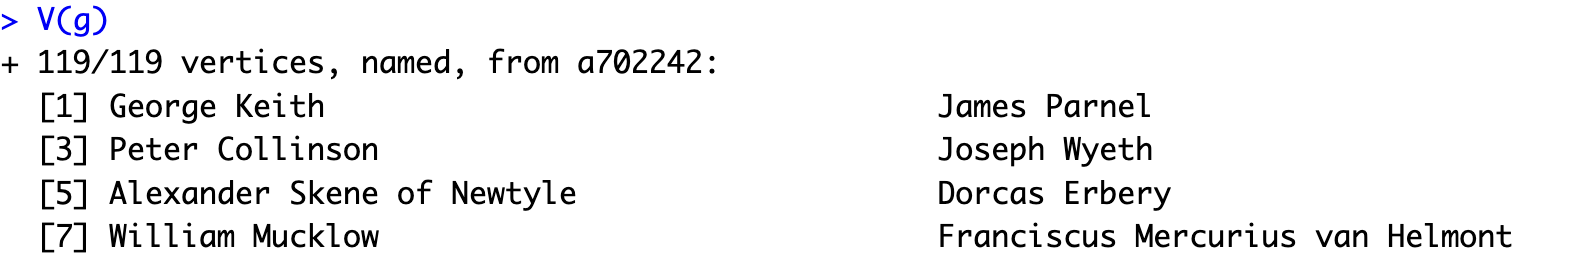 > V(g)
+ 119/119 vertices, named, from a702242:
[1] George Keith James Parnel
[3] Peter Collinson Joseph Wyeth
[5] Alexander Skene of Newtyle Dorcas Erbery
[7] William Mucklow Franciscus Mercurius van Helmont